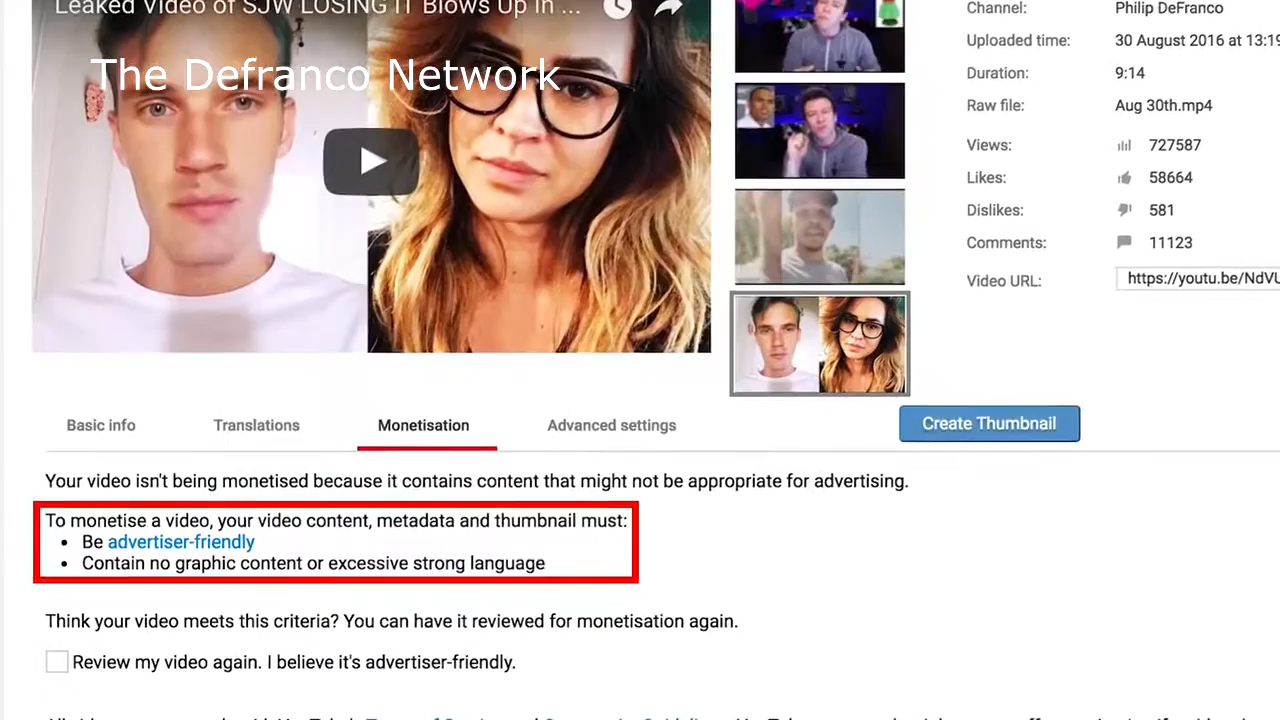 Leaked Video of SJW LOSING IT Blows Up In ...
The Defranco Network
Channel: Philip DeFranco
Uploaded time: 30 August 2016 at 13:19
Duration: 9:14
Raw file: Aug 30th.mp4
Views: 727587
Likes: 58664
Dislikes: 581
Comments: 11123
Video URL: https://youtu.be/NdVU
Basic info Translations Monetisation Advanced settings
Create Thumbnail
Your video isn't being monetised because it contains content that might not be appropriate for advertising.
To monetise a video, your video content, metadata and thumbnail must:
• Be advertiser-friendly
• Contain no graphic content or excessive strong language
Think your video meets this criteria? You can have it reviewed for monetisation again.
Review my video again. I believe it's advertiser-friendly.